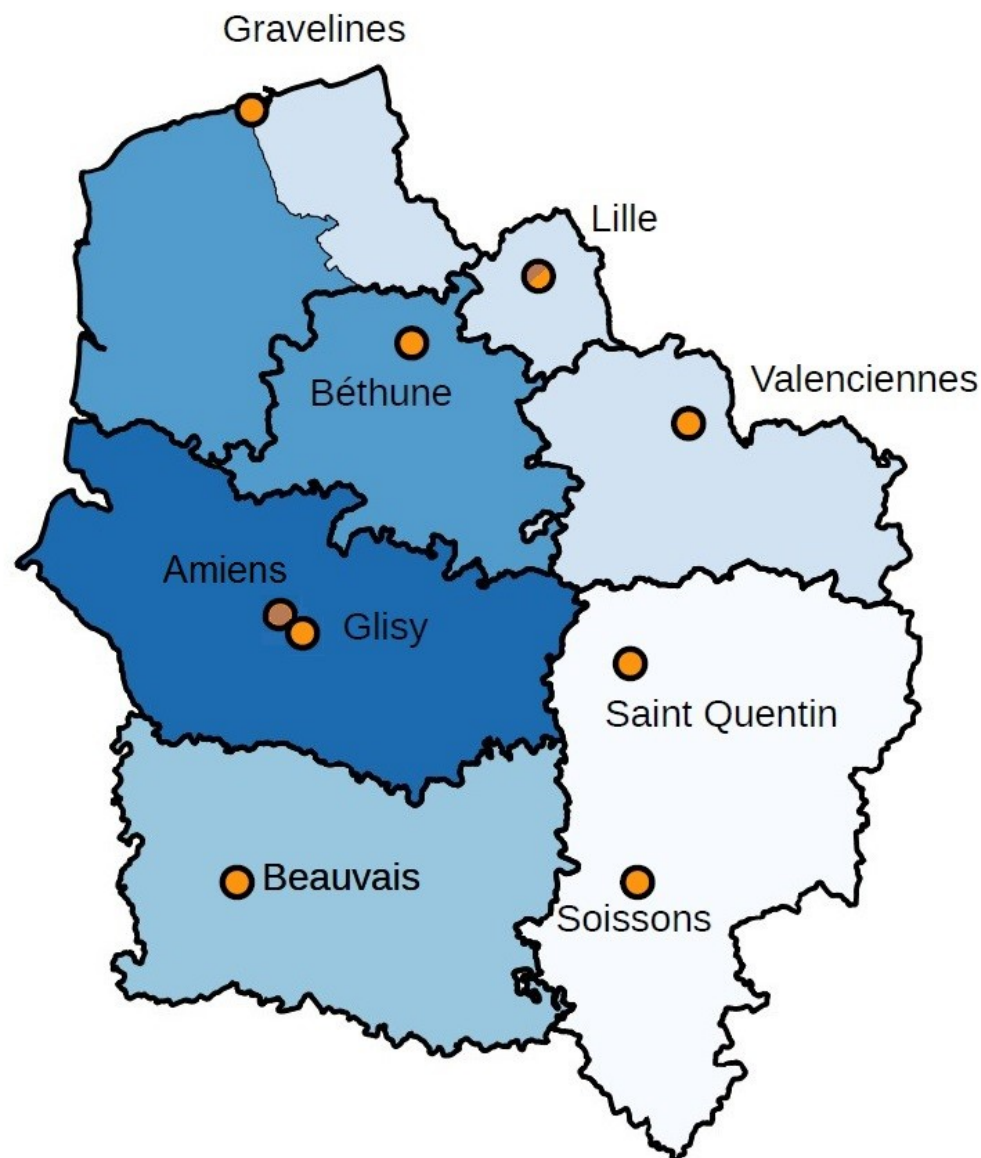 Gravelines
Lille
Valenciennes
Béthune
Amiens
Glisy
Saint Quentin
Beauvais
Soissons